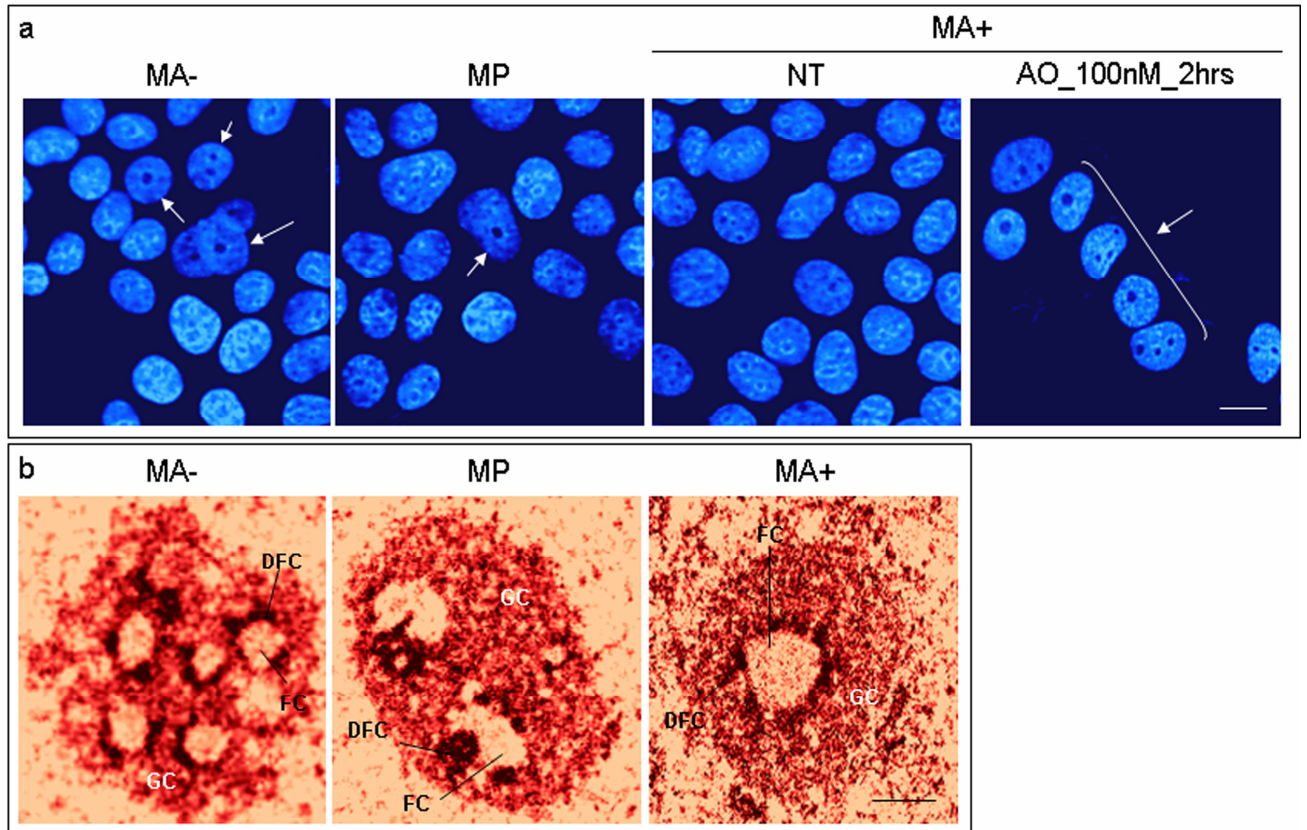 a
MA+
MA-
MP
NT
AO_100nM_2hrs
b
MA-
MP
MA+
DFC
FC
GC
GC
DFC
FC
FC
DFC
GC